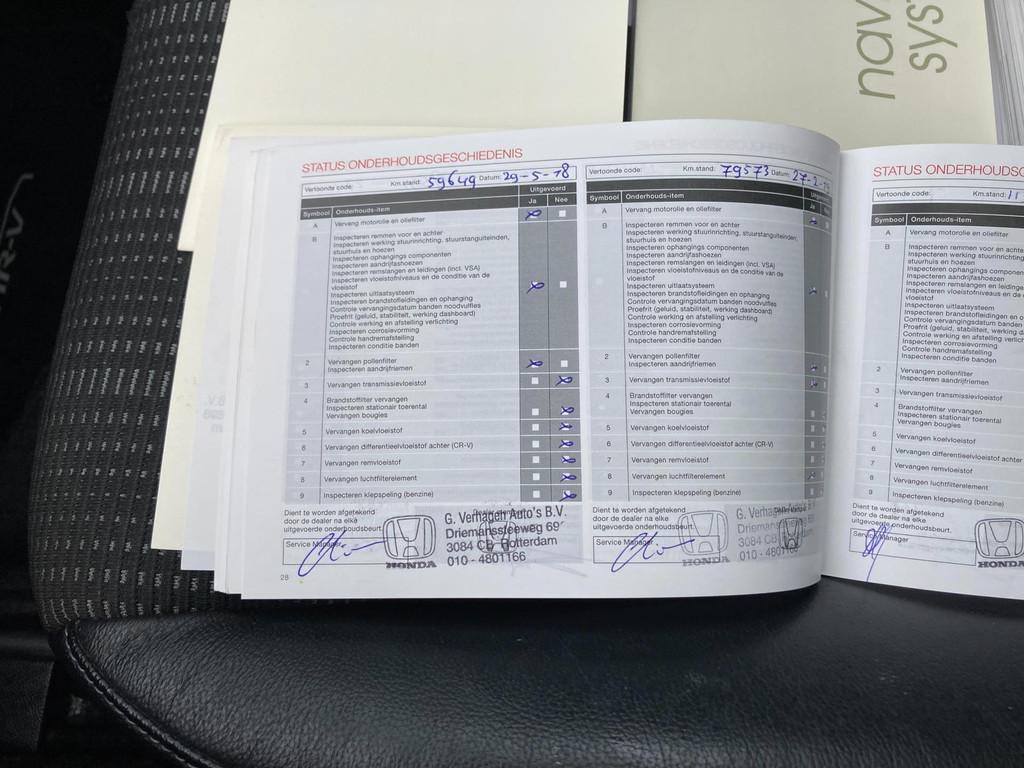 nav
sys
STATUS ONDERHOUDSGESCHIEDENIS
Vertoonde code: Km.stand: 59649 Datum: 29-5-18
Uitgevoerd
Symbool Onderhouds-item Ja Nee
A Vervang motorolie en oliefilter
B Inspecteren remmen voor en achter
Inspecteren werking stuurinrichting, stuurstanguiteinden,
stuurhuis en hoezen
Inspecteren ophangings componenten
Inspecteren aandrijfashoezen
Inspecteren remslangen en leidingen (incl. VSA)
Inspecteren vloeistofniveaus en de conditie van de
vloeistof
Inspecteren uitlaatsysteem
Inspecteren brandstofleidingen en ophanging
Controle vervangingsdatum banden noodvulfles
Proefrit (geluid, stabiliteit, werking dashboard)
Controle werking en afstelling verlichting
Inspecteren corrosievorming
Controle handremafstelling
Inspecteren conditie banden
2 Vervangen pollenfilter
Inspecteren aandrijfriemen
3 Vervangen transmissievloeistof
4 Brandstoffilter vervangen
Inspecteren stationair toerental
Vervangen bougies
5 Vervangen koelvloeistof
6 Vervangen differentieelvloeistof achter (CR-V)
7 Vervangen remvloeistof
8 Vervangen luchtfilterelement
9 Inspecteren klepspeling (benzine)
Dient te worden afgetekend
door de dealer na elke
uitgevoerde onderhoudsbeurt.
Service Manager
HONDA
G. Verhagen Auto's B.V.
Driemanssteeweg 69
3084 CB Rotterdam
010 - 4801166
28
Vertoonde code: Km.stand: 79573 Datum: 27-2-
Symbool Onderhouds-item Ja
A Vervang motorolie en oliefilter
B Inspecteren remmen voor en achter
Inspecteren werking stuurinrichting, stuurstanguiteinden,
stuurhuis en hoezen
Inspecteren ophangings componenten
Inspecteren aandrijfashoezen
Inspecteren remslangen en leidingen (incl. VSA)
Inspecteren vloeistofniveaus en de conditie van de
vloeistof
Inspecteren uitlaatsysteem
Inspecteren brandstofleidingen en ophanging
Controle vervangingsdatum banden noodvulfles
Proefrit (geluid, stabiliteit, werking dashboard)
Controle werking en afstelling verlichting
Inspecteren corrosievorming
Controle handremafstelling
Inspecteren conditie banden
2 Vervangen pollenfilter
Inspecteren aandrijfriemen
3 Vervangen transmissievloeistof
4 Brandstoffilter vervangen
Inspecteren stationair toerental
Vervangen bougies
5 Vervangen koelvloeistof
6 Vervangen differentieelvloeistof achter (CR-V)
7 Vervangen remvloeistof
8 Vervangen luchtfilterelement
9 Inspecteren klepspeling (benzine)
Dient te worden afgetekend
door de dealer na elke
uitgevoerde onderhoudsbeurt.
Service
HONDA
G. Verhagen
3084 CB
010 - 480
STATUS ONDERHOUDS
Vertoonde code: Km.stand: 11
Symbool Onderhouds-item
A Vervang motorolie en oliefilter
B Inspecteren remmen voor en achter
Inspecteren werking stuurinrichting
stuurhuis en hoezen
Inspecteren ophangings componenten
Inspecteren aandrijfashoezen
Inspecteren remslangen en leidingen
Inspecteren vloeistofniveaus en de
vloeistof
Inspecteren uitlaatsysteem
Inspecteren brandstofleidingen en o
Controle vervangingsdatum banden
Proefrit (geluid, stabiliteit, werking da
Controle werking en afstelling verlich
Inspecteren corrosievorming
Controle handremafstelling
Inspecteren conditie banden
2 Vervangen pollenfilter
Inspecteren aandrijfriemen
3 Vervangen transmissievloeistof
4 Brandstoffilter vervangen
Inspecteren stationair toerental
Vervangen bougies
5 Vervangen koelvloeistof
6 Vervangen differentieelvloeistof achter
7 Vervangen remvloeistof
8 Vervangen luchtfilterelement
9 Inspecteren klepspeling (benzine)
Dient te worden afgetekend
door de dealer na elke
uitgevoerde onderhoudsbeurt.
Service Manager
HOND